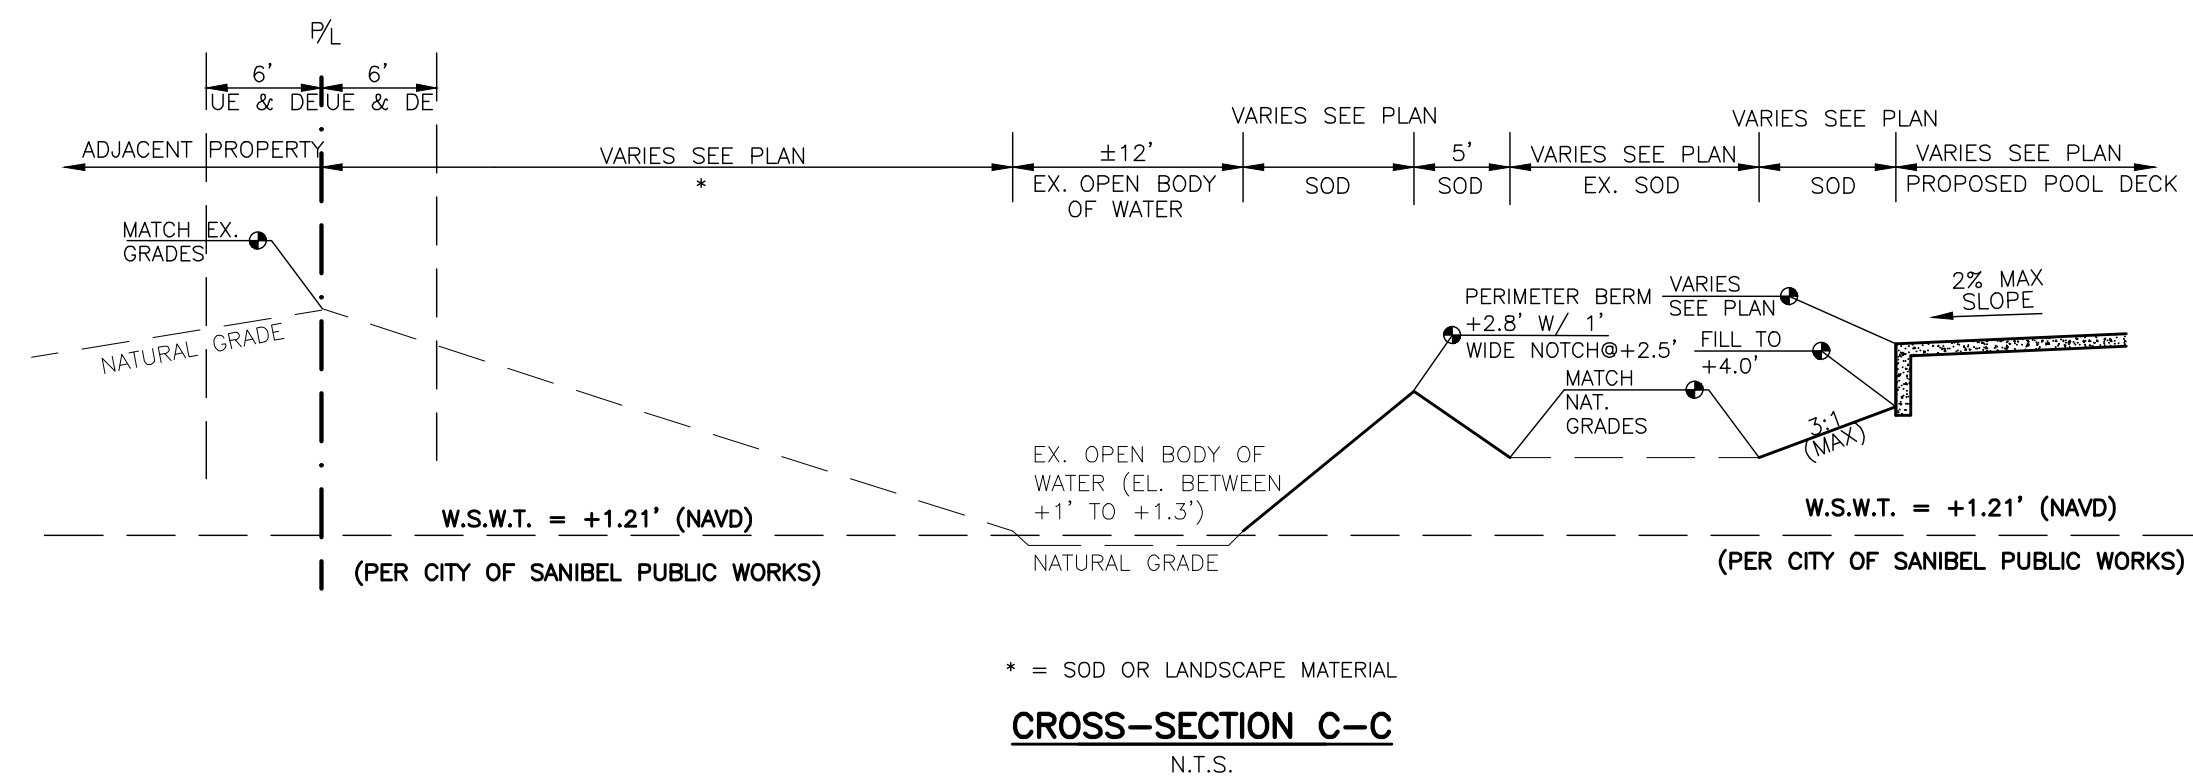 P/L
6'
6'
UE & DE
UE & DE
ADJACENT PROPERTY
VARIES SEE PLAN
*
±12'
EX. OPEN BODY
OF WATER
VARIES SEE PLAN
SOD
5'
SOD
VARIES SEE PLAN
EX. SOD
VARIES SEE PLAN
SOD
VARIES SEE PLAN
PROPOSED POOL DECK
MATCH EX.
GRADES
NATURAL GRADE
PERIMETER BERM
+2.8' W/ 1'
WIDE NOTCH@+2.5'
VARIES
SEE PLAN
2% MAX
SLOPE
FILL TO
+4.0'
MATCH
NAT.
GRADES
3:1
(MAX)
EX. OPEN BODY OF
WATER (EL. BETWEEN
+1' TO +1.3')
NATURAL GRADE
W.S.W.T. = +1.21' (NAVD)
(PER CITY OF SANIBEL PUBLIC WORKS)
W.S.W.T. = +1.21' (NAVD)
(PER CITY OF SANIBEL PUBLIC WORKS)
* = SOD OR LANDSCAPE MATERIAL
CROSS-SECTION C-C
N.T.S.